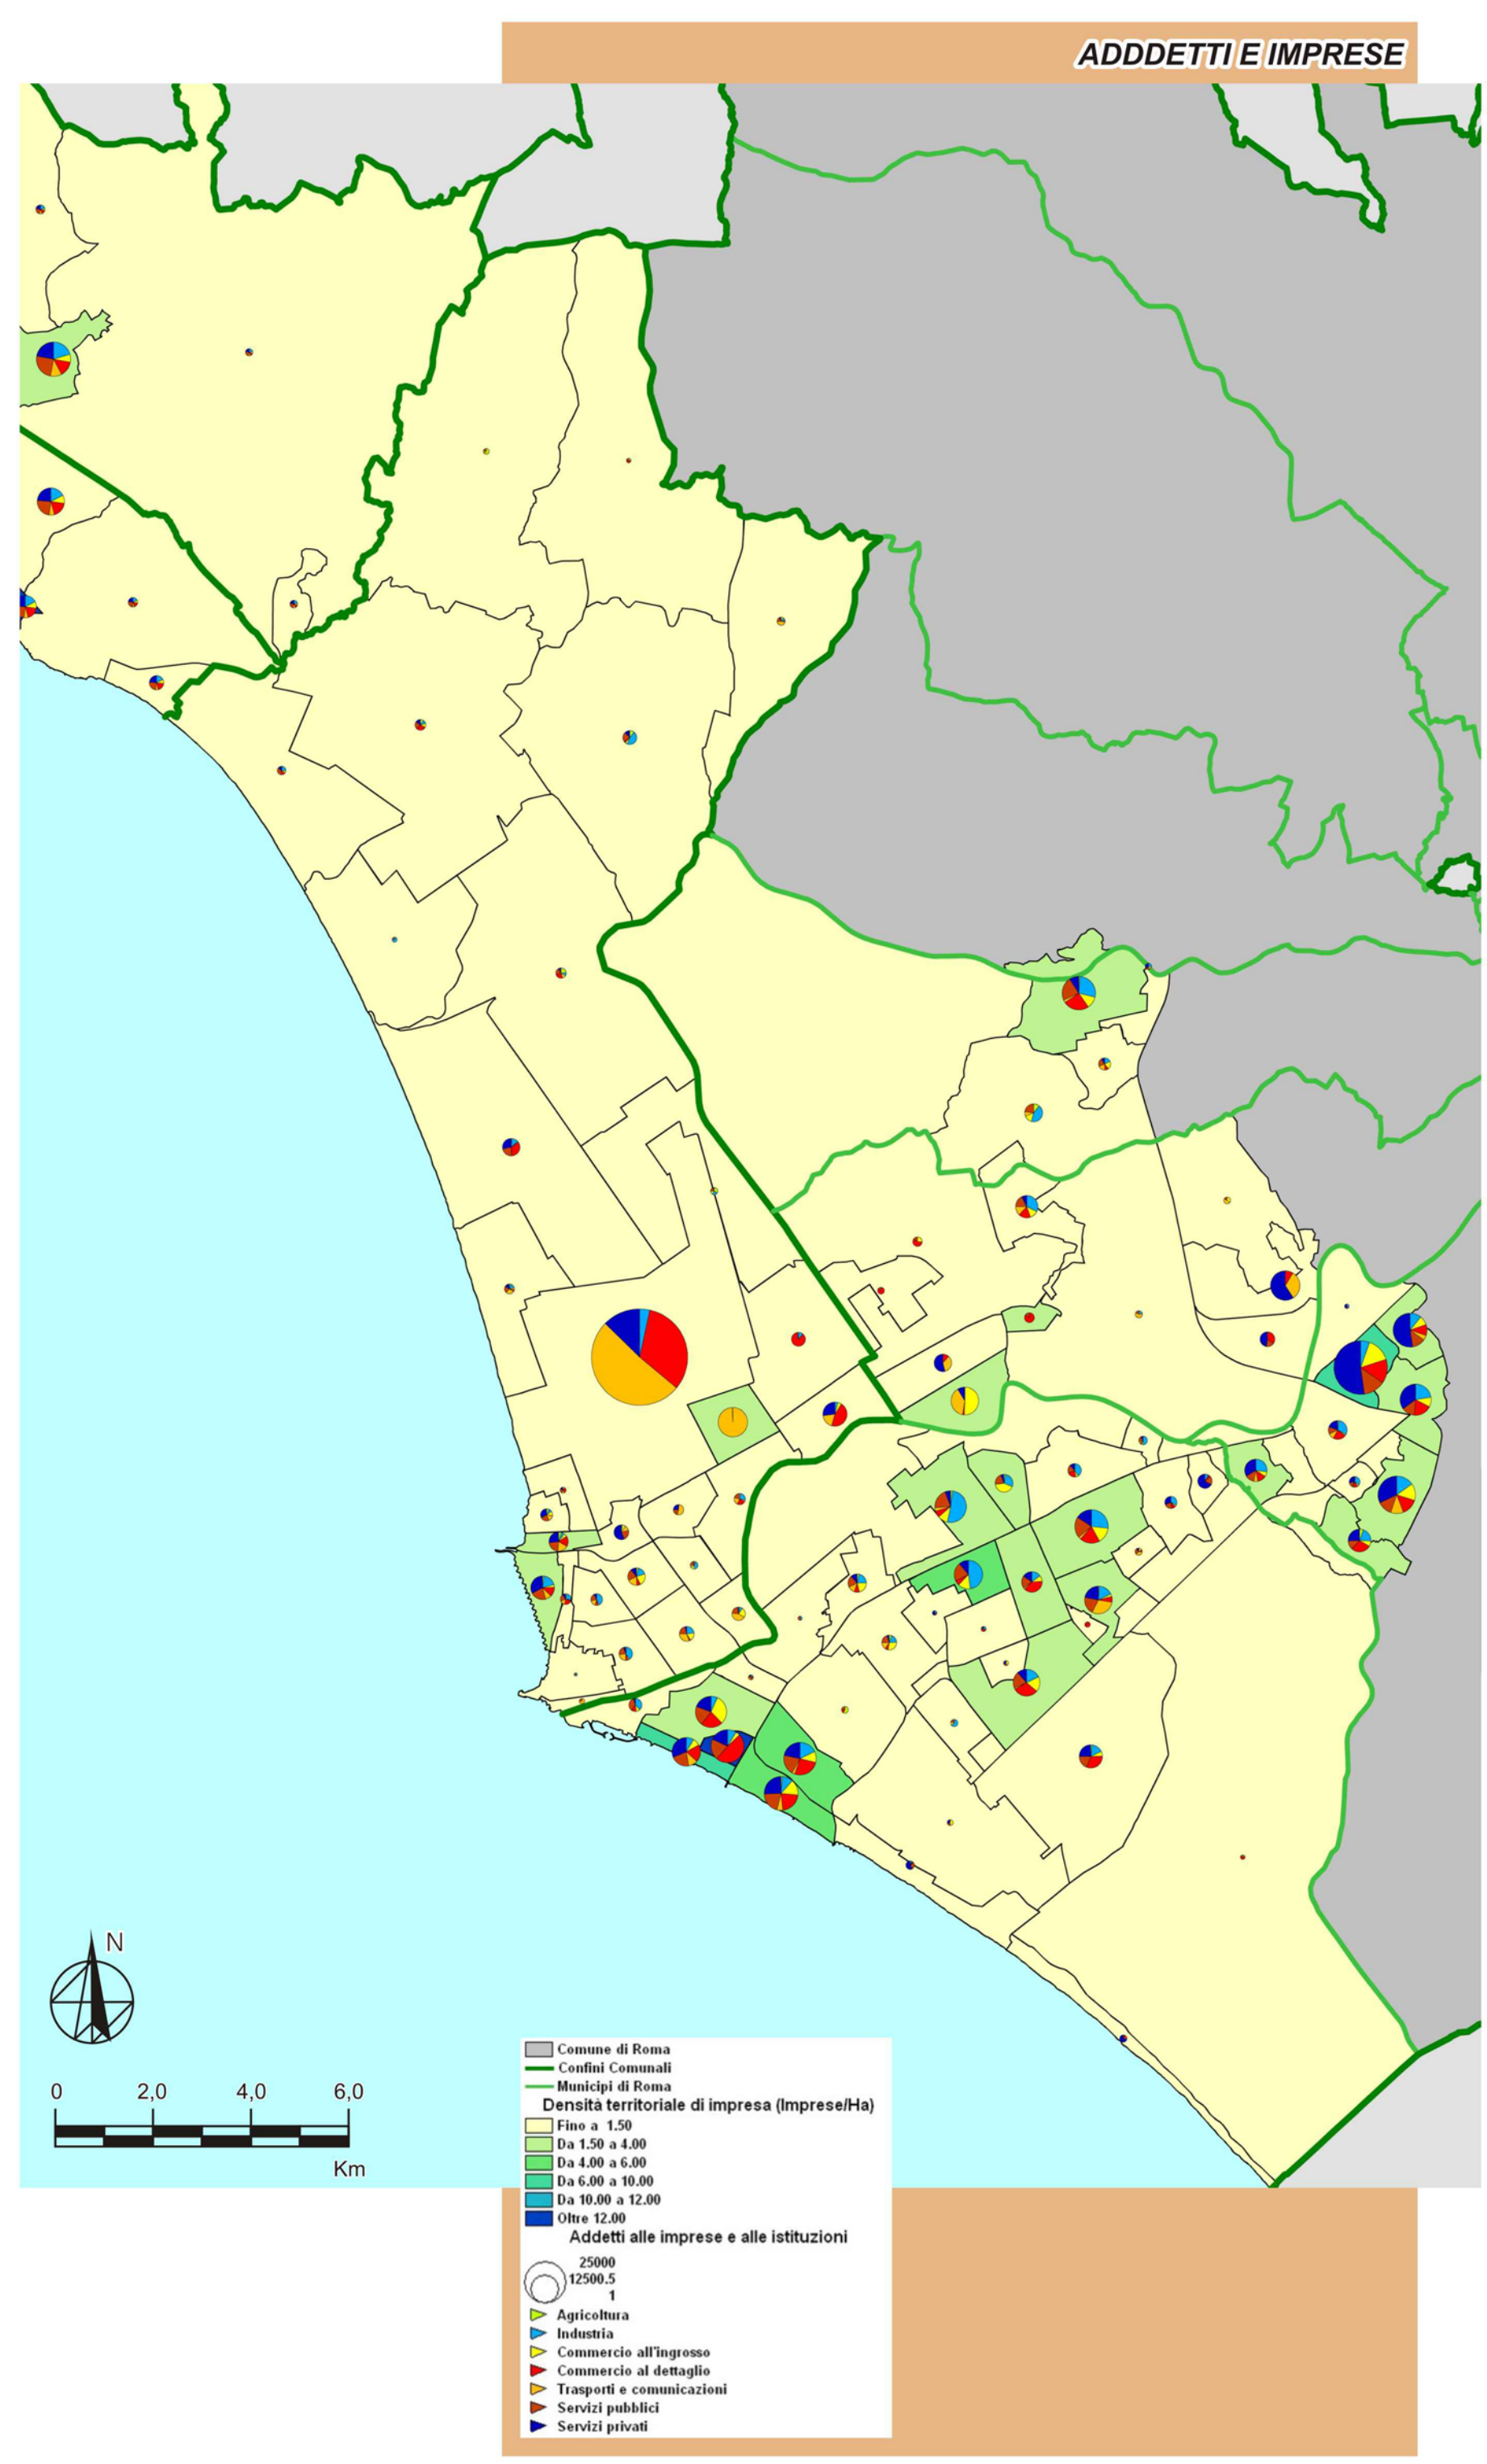 ADDDETTI E IMPRESE
N
0 2,0 4,0 6,0
Km
Comune di Roma
Confini Comunali
Municipi di Roma
Densità territoriale di impresa (Imprese/Ha)
Fino a 1.50
Da 1.50 a 4.00
Da 4.00 a 6.00
Da 6.00 a 10.00
Da 10.00 a 12.00
Oltre 12.00
Addetti alle imprese e alle istituzioni
25000
12500.5
1
Agricoltura
Industria
Commercio all'ingrosso
Commercio al dettaglio
Trasporti e comunicazioni
Servizi pubblici
Servizi privati